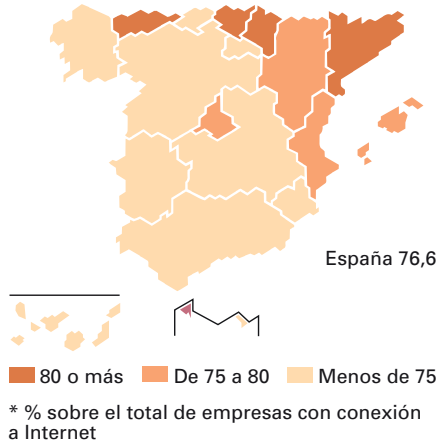 España 76,6
80 o más De 75 a 80 Menos de 75
* % sobre el total de empresas con conexión
a Internet